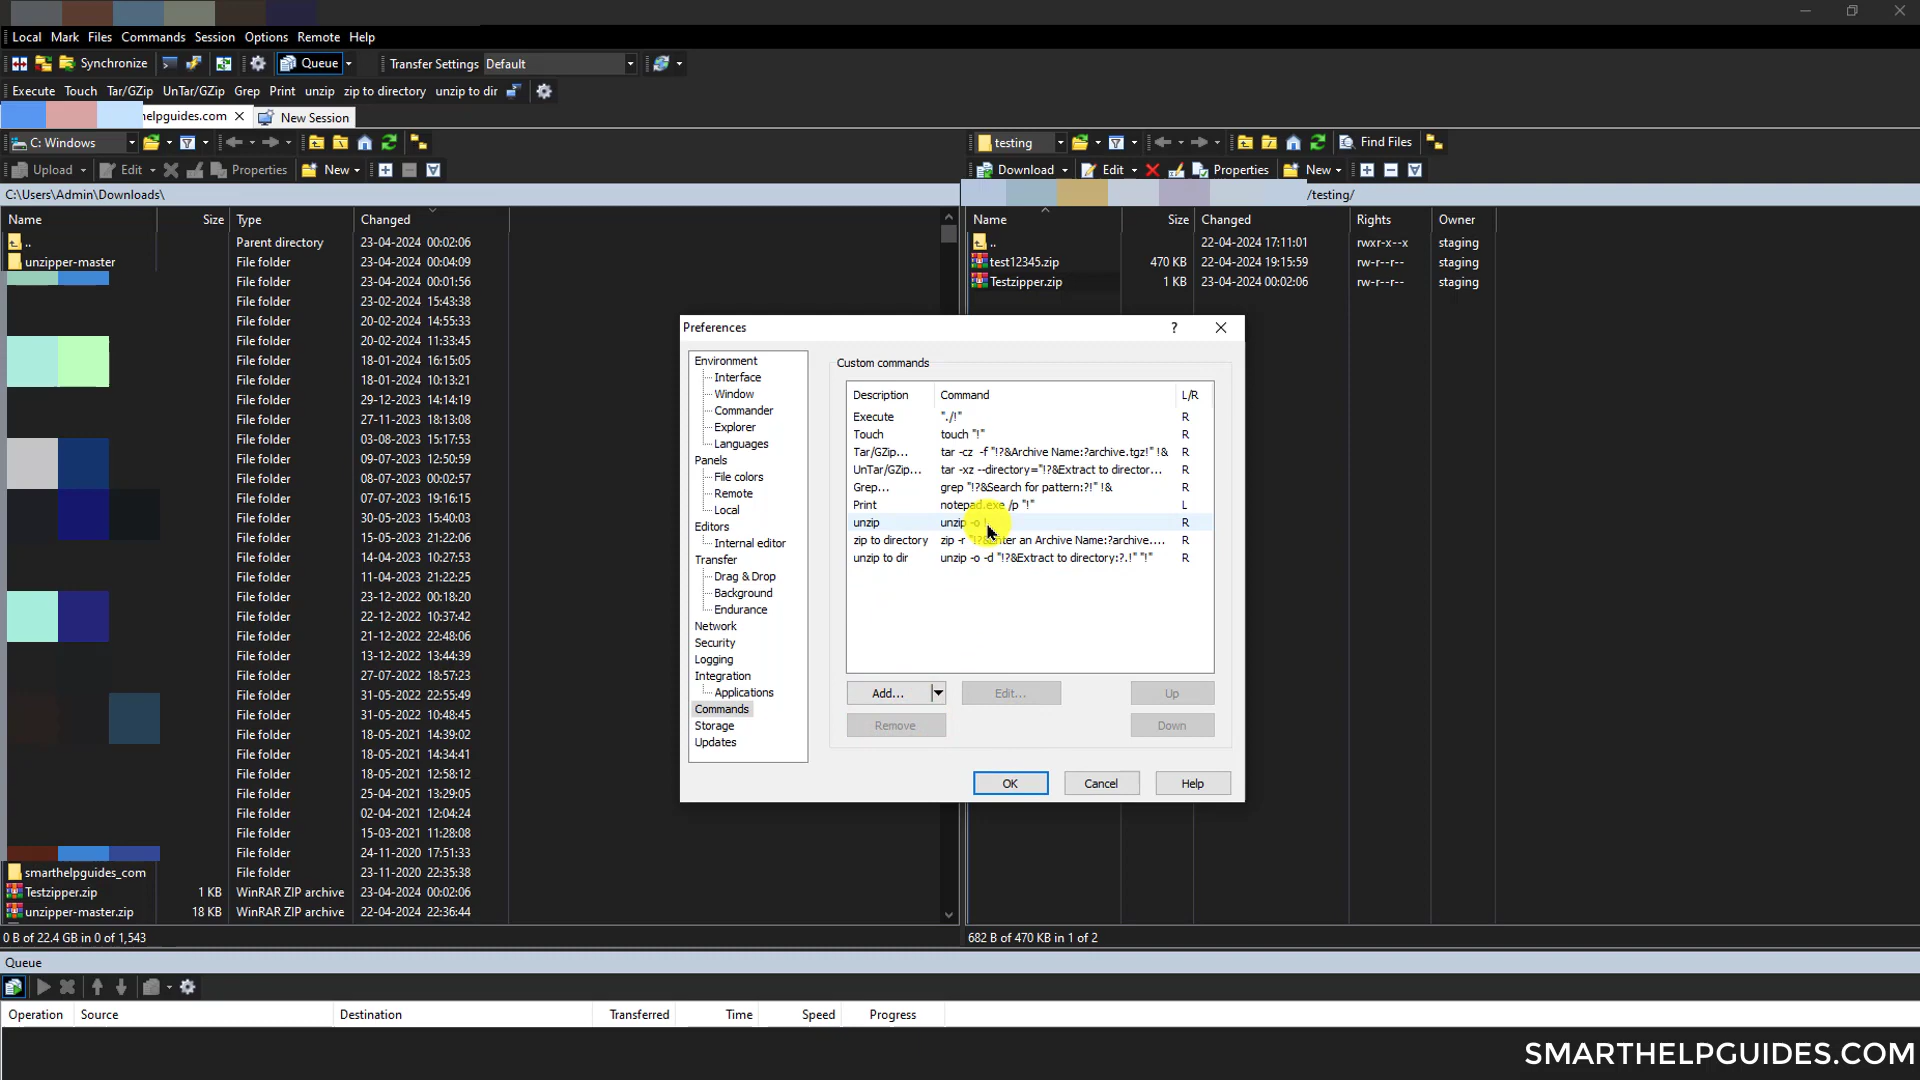 Local Mark Files Commands Session Options Remote Help
Synchronize Queue Transfer Settings Default
Execute Touch Tar/GZip UnTar/GZip Grep Print unzip zip to directory unzip to dir
helpguides.com New Session
C: Windows
testing Find Files
Upload Edit Properties New
Download Edit Properties New
C:\Users\Admin\Downloads\
/testing/
Name Size Type Changed
.. Parent directory 23-04-2024 00:02:06
unzipper-master File folder 23-04-2024 00:04:09
File folder 23-04-2024 00:01:56
File folder 23-02-2024 15:43:38
File folder 20-02-2024 14:55:33
File folder 20-02-2024 11:33:45
File folder 18-01-2024 16:15:05
File folder 18-01-2024 10:13:21
File folder 29-12-2023 14:14:19
File folder 27-11-2023 18:13:08
File folder 03-08-2023 15:17:53
File folder 09-07-2023 12:50:59
File folder 08-07-2023 00:02:57
File folder 07-07-2023 19:16:15
File folder 30-05-2023 15:40:03
File folder 15-05-2023 21:22:06
File folder 14-04-2023 10:27:53
File folder 11-04-2023 21:22:25
File folder 23-12-2022 00:18:20
File folder 22-12-2022 10:37:42
File folder 21-12-2022 22:48:06
File folder 13-12-2022 13:44:39
File folder 27-07-2022 18:57:23
File folder 31-05-2022 22:55:49
File folder 31-05-2022 10:48:45
File folder 18-05-2022 14:39:02
File folder 18-05-2022 14:34:41
File folder 18-05-2021 12:58:12
File folder 25-04-2021 13:29:05
File folder 02-04-2021 12:04:24
File folder 15-03-2021 11:28:08
File folder 24-11-2020 17:51:33
smarthelpguides_com File folder 23-11-2020 22:35:38
Testzipper.zip 1 KB WinRAR ZIP archive 23-04-2024 00:02:06
unzipper-master.zip 18 KB WinRAR ZIP archive 22-04-2024 22:36:44
0 B of 22.4 GB in 0 of 1,543
Name Size Changed Rights Owner
.. 22-04-2024 17:11:01 rwxr-x--x staging
test12345.zip 470 KB 22-04-2024 19:15:59 rw-r--r-- staging
Testzipper.zip 1 KB 23-04-2024 00:02:06 rw-r--r-- staging
682 B of 470 KB in 1 of 2
Preferences ?
Environment
Interface
Window
Commander
Explorer
Languages
Panels
File colors
Remote
Local
Editors
Internal editor
Transfer
Drag & Drop
Background
Endurance
Network
Security
Logging
Integration
Applications
Commands
Storage
Updates
Custom commands
Description Command L/R
Execute "./!" R
Touch touch "!" R
Tar/GZip... tar -cz -f "!?&Archive Name:?archive.tgz!" !& R
UnTar/GZip... tar -xz --directory="!?&Extract to director... R
Grep... grep "!?&Search for pattern:?!" !& R
Print notepad.exe /p "!" L
unzip unzip -o ! R
zip to directory zip -r "!?&Enter an Archive Name:?archive.... R
unzip to dir unzip -o -d "!?&Extract to directory:?.!" "!" R
Add... Edit... Up
Remove Down
OK Cancel Help
Queue
Operation Source Destination Transferred Time Speed Progress
SMARTHELPGUIDES.COM